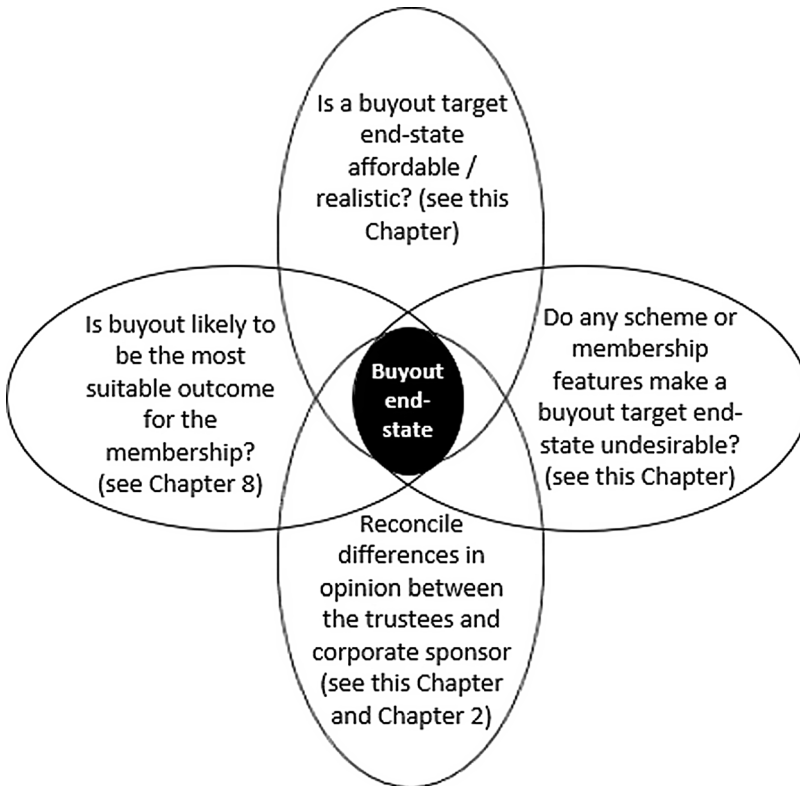 Is a buyout target
end-state
affordable /
realistic? (see this
Chapter)
Is buyout likely to
be the most
suitable outcome
for the
membership?
(see Chapter 8)
Buyout
end-
state
Do any scheme or
membership
features make a
buyout target end-
state undesirable?
(see this Chapter)
Reconcile
differences in
opinion between
the trustees and
corporate sponsor
(see this Chapter
and Chapter 2)